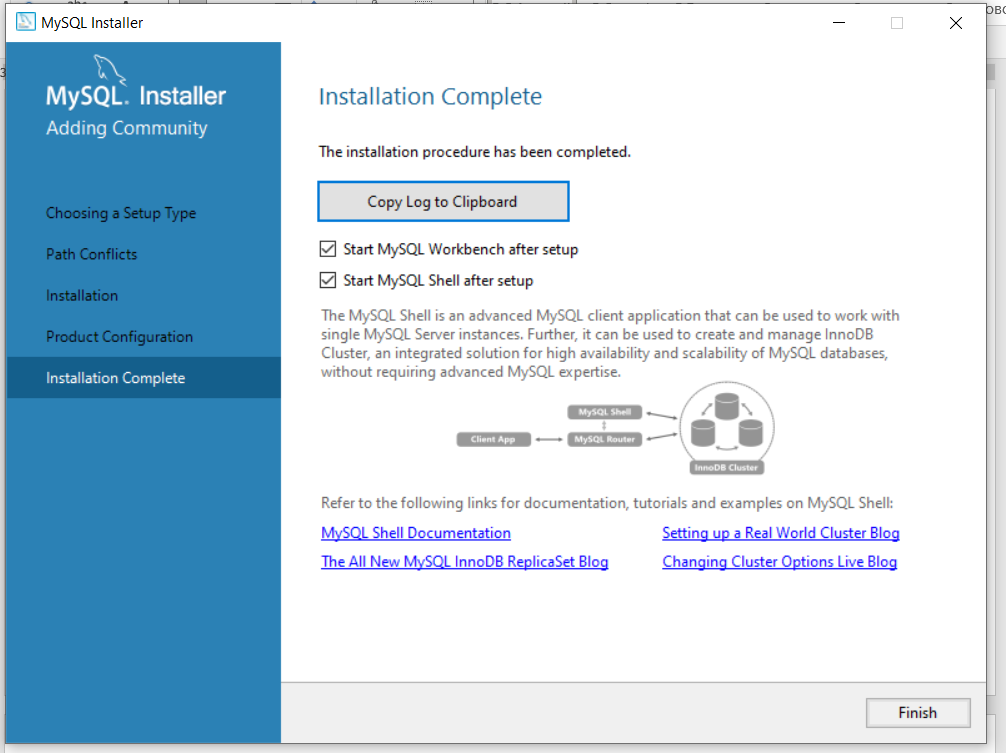 MySQL Installer
MySQL. Installer
Adding Community
Choosing a Setup Type
Path Conflicts
Installation
Product Configuration
Installation Complete
Installation Complete
The installation procedure has been completed.
Copy Log to Clipboard
Start MySQL Workbench after setup
Start MySQL Shell after setup
The MySQL Shell is an advanced MySQL client application that can be used to work with
single MySQL Server instances. Further, it can be used to create and manage InnoDB
Cluster, an integrated solution for high availability and scalability of MySQL databases,
without requiring advanced MySQL expertise.
MySQL Shell
Client App
MySQL Router
InnoDB Cluster
Refer to the following links for documentation, tutorials and examples on MySQL Shell:
MySQL Shell Documentation
Setting up a Real World Cluster Blog
The All New MySQL InnoDB ReplicaSet Blog
Changing Cluster Options Live Blog
Finish